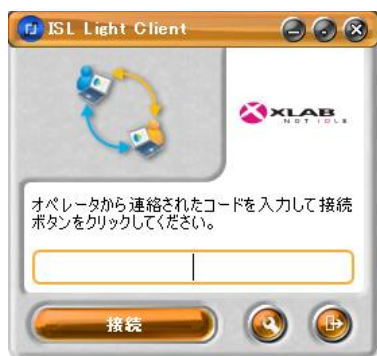 ISL Light Client
XLAB
NOT IDLE
オペレータから連絡されたコードを入力して接続
ボタンをクリックしてください。
接続